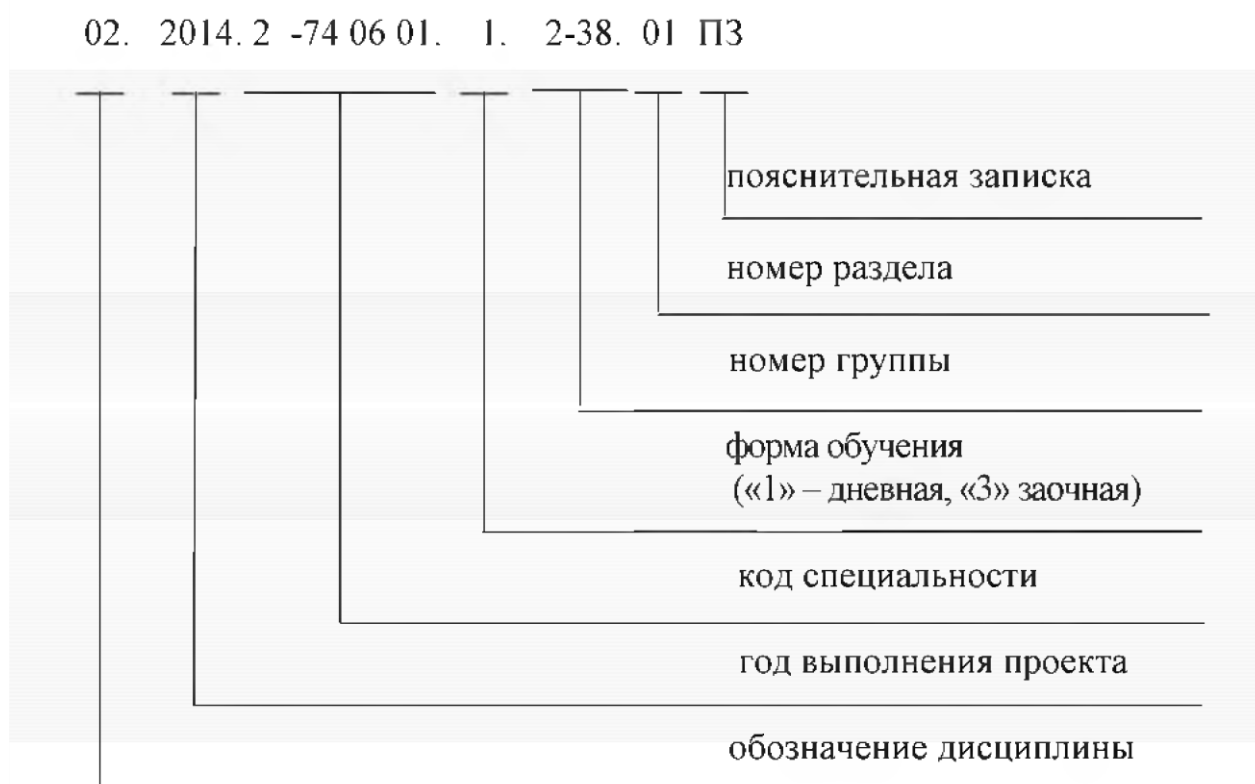 02. 2014. 2 -74 06 01. 1. 2-38. 01 ПЗ
пояснительная записка
номер раздела
номер группы
форма обучения
(«1» – дневная, «3» заочная)
код специальности
год выполнения проекта
обозначение дисциплины